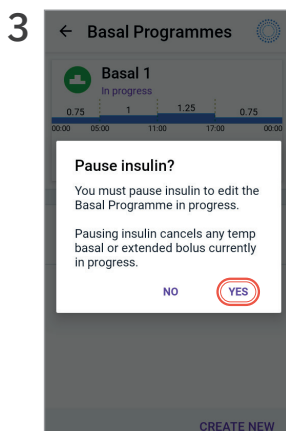 3
Basal Programmes
Basal 1
In progress
0.75 1 1.25 0.75
00:00 05:00 11:00 17:00 00:00
Pause insulin?
You must pause insulin to edit the
Basal Programme in progress.
Pausing insulin cancels any temp
basal or extended bolus currently
in progress.
NO YES
CREATE NEW